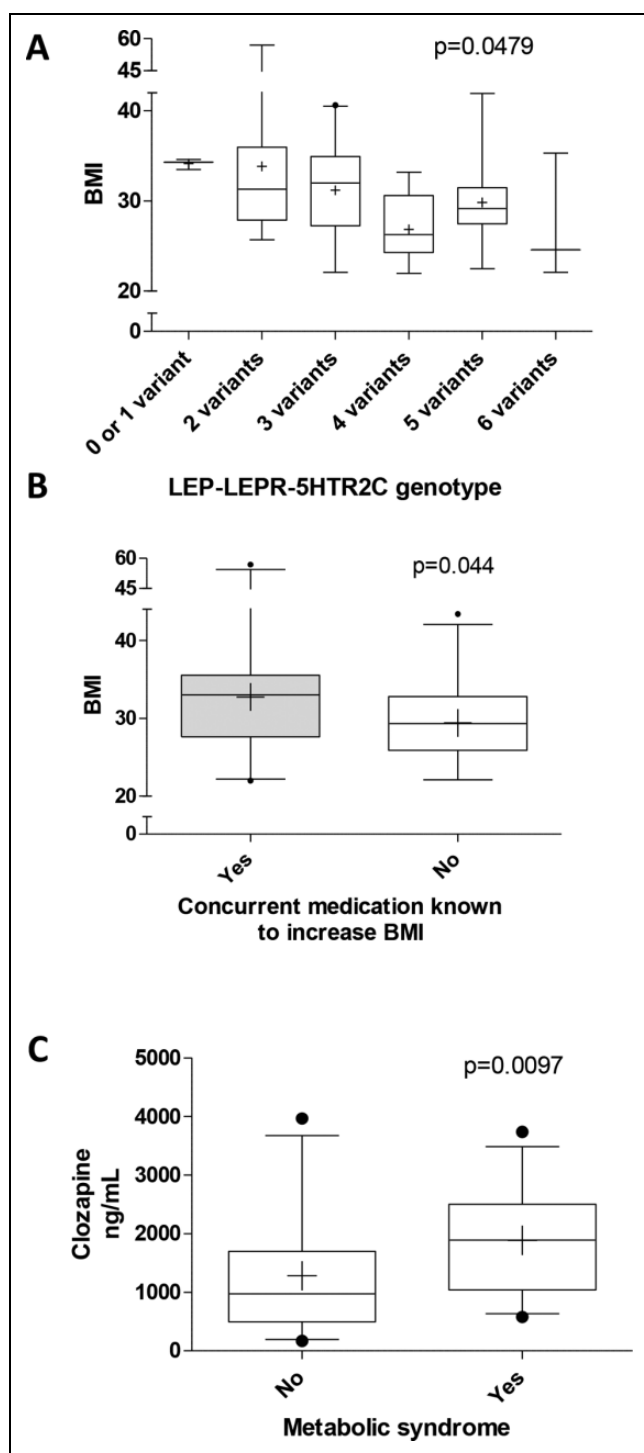 A
p=0.0479
60
45
40
30
20
0
BMI
0 or 1 variant
2 variants
3 variants
4 variants
5 variants
6 variants
LEP-LEPR-5HTR2C genotype
B
p=0.044
60
45
40
30
20
0
BMI
Yes
No
Concurrent medication known
to increase BMI
C
p=0.0097
5000
4000
3000
2000
1000
0
Clozapine
ng/mL
No
Yes
Metabolic syndrome